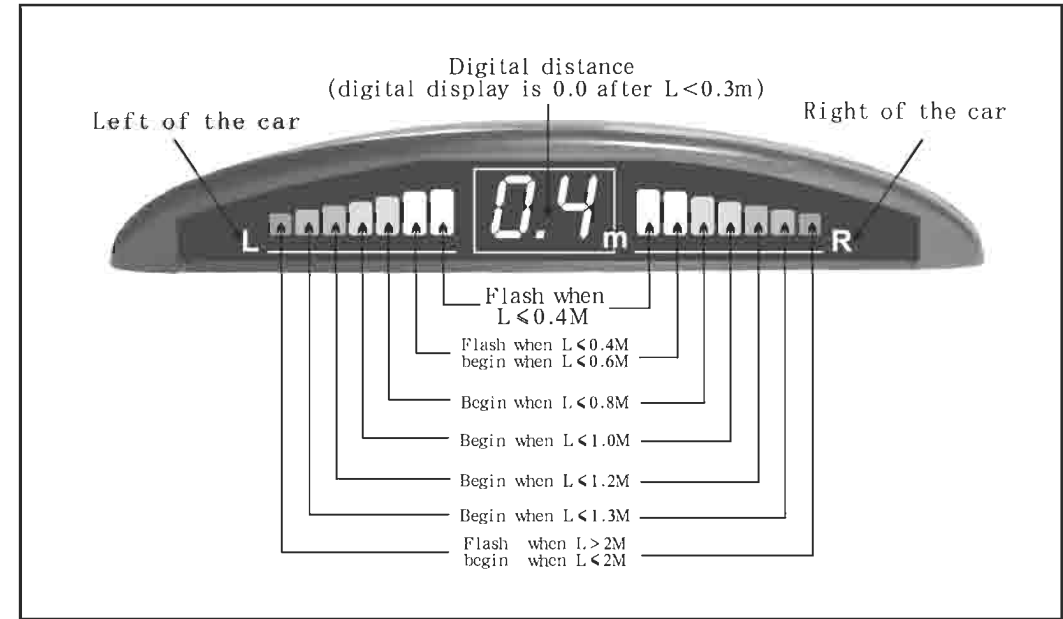 Digital distance
(digital display is 0.0 after L<0.3m)
Left of the car
Right of the car
L
0.4
m
R
Flash when
L≤0.4M
Flash when L≤0.4M
begin when L≤0.6M
Begin when L≤0.8M
Begin when L≤1.0M
Begin when L≤1.2M
Begin when L≤1.3M
Flash when L>2M
begin when L≤2M